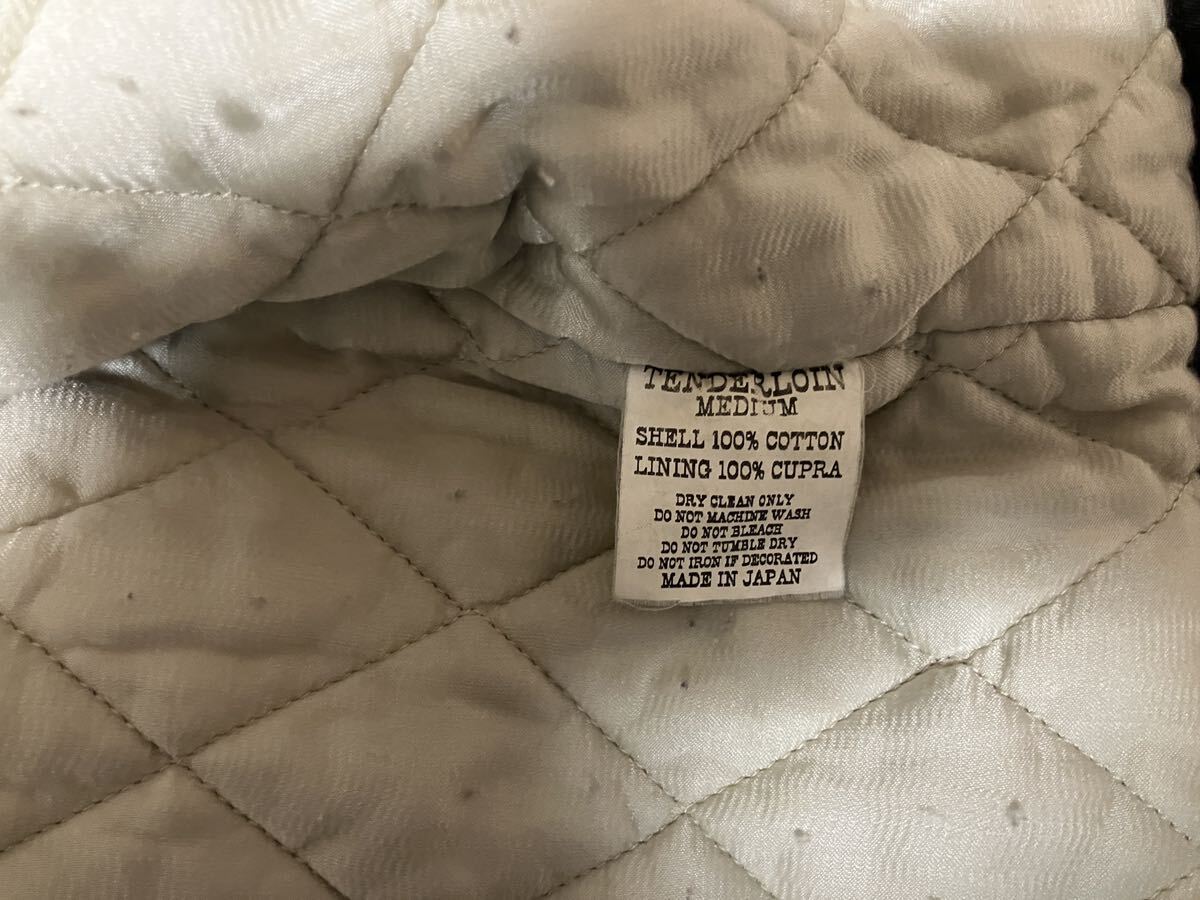 TENDERLOIN
MEDIUM
SHELL 100% COTTON
LINING 100% CUPRA
DRY CLEAN ONLY
DO NOT MACHINE WASH
DO NOT BLEACH
DO NOT TUMBLE DRY
DO NOT IRON IF DECORATED
MADE IN JAPAN